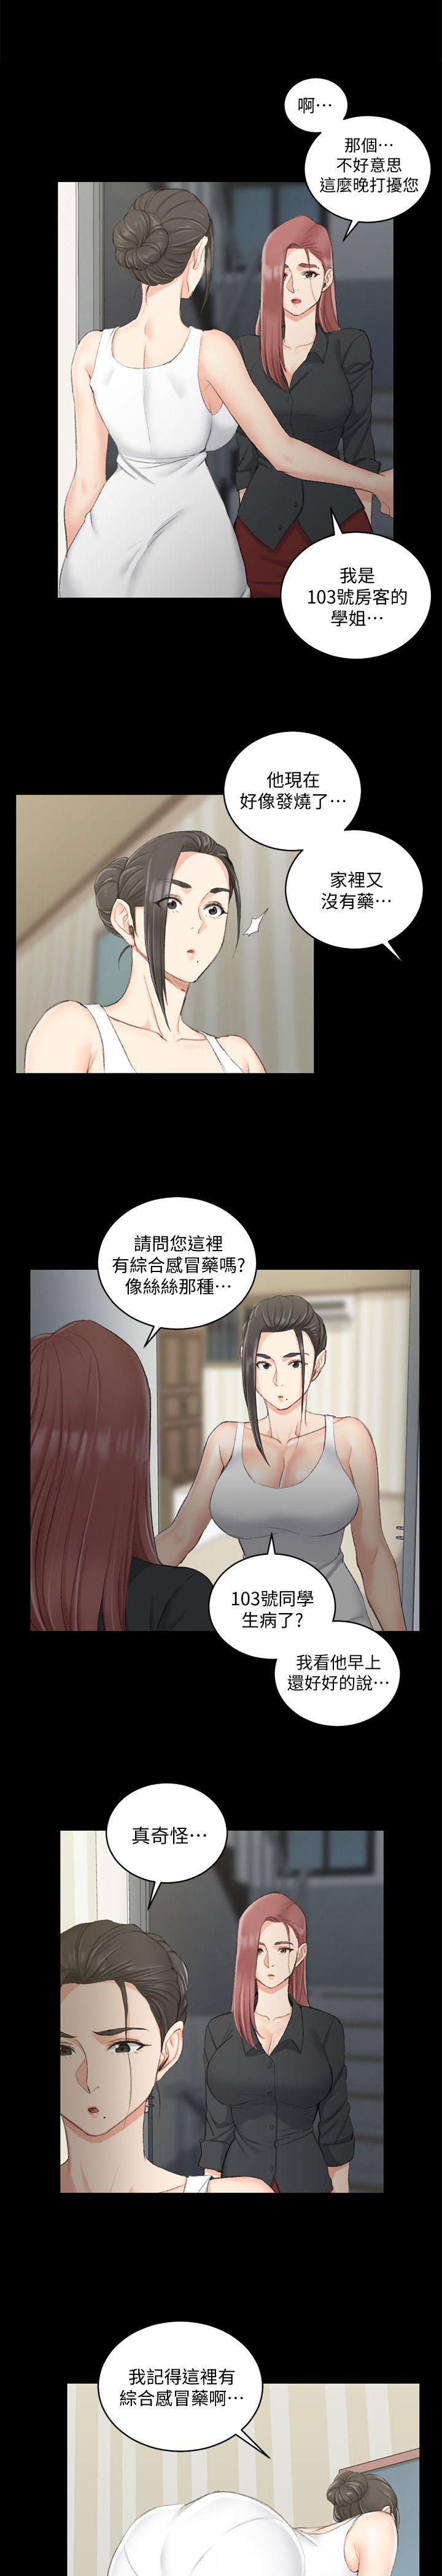 啊⋯
那個⋯
不好意思
這麼晚打擾您
我是
103號房客的
學姐⋯
他現在
好像發燒了⋯
家裡又
沒有藥⋯
請問您這裡
有綜合感冒藥嗎?
像絲絲那種⋯
103號同學
生病了?
我看他早上
還好好的說⋯
真奇怪⋯
我記得這裡有
綜合感冒藥啊⋯